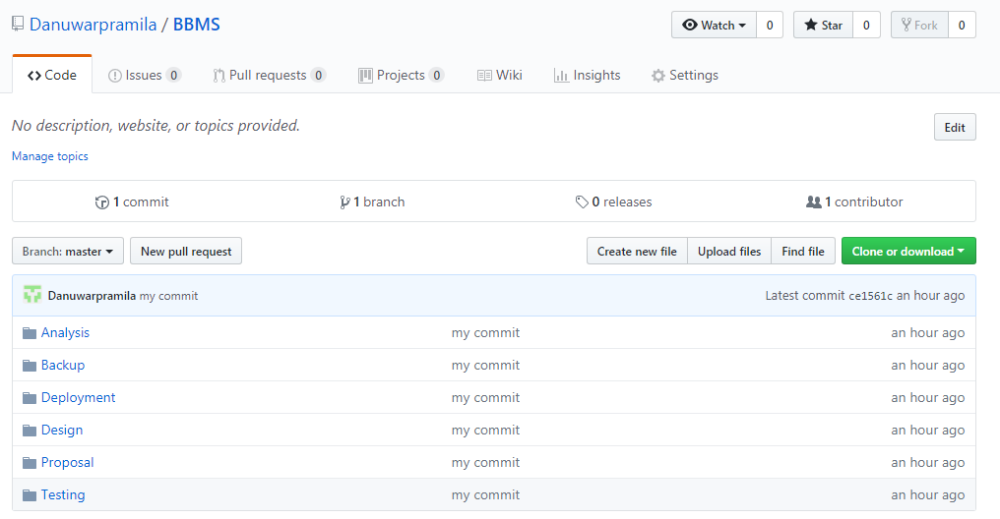 Danuwarpramila / BBMS Watch 0 Star 0 Fork 0
Code Issues 0 Pull requests 0 Projects 0 Wiki Insights Settings
No description, website, or topics provided. Edit
Manage topics
1 commit 1 branch 0 releases 1 contributor
Branch: master New pull request Create new file Upload files Find file Clone or download
Danuwarpramila my commit Latest commit ce1561c an hour ago
Analysis my commit an hour ago
Backup my commit an hour ago
Deployment my commit an hour ago
Design my commit an hour ago
Proposal my commit an hour ago
Testing my commit an hour ago